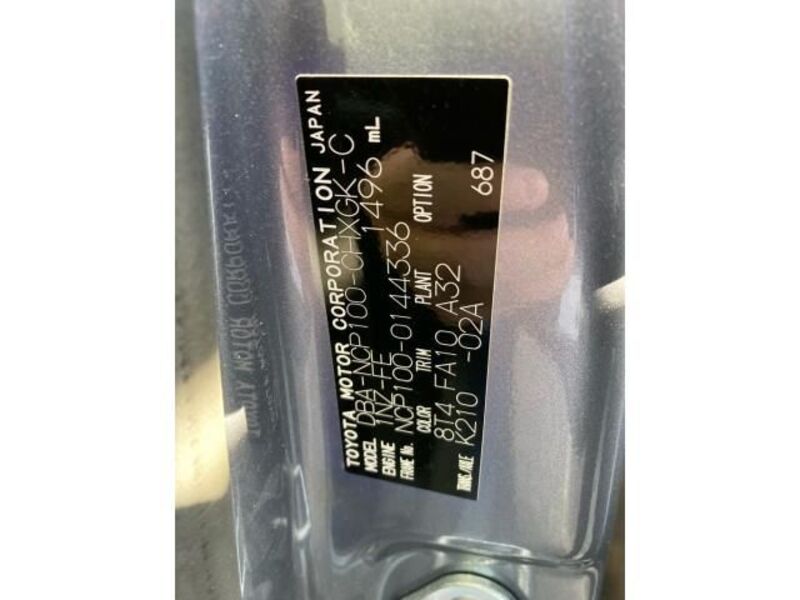 TOYOTA MOTOR CORPORATION JAPAN
MODEL DBA-NCP100-CHXGK-C
ENGINE 1NZ-FE 1496 mL
FRAME No. NCP100-0144336
COLOR TRIM PLANT OPTION
8T4 FA10 A32 687
TRANS/AXLE K210 -02A